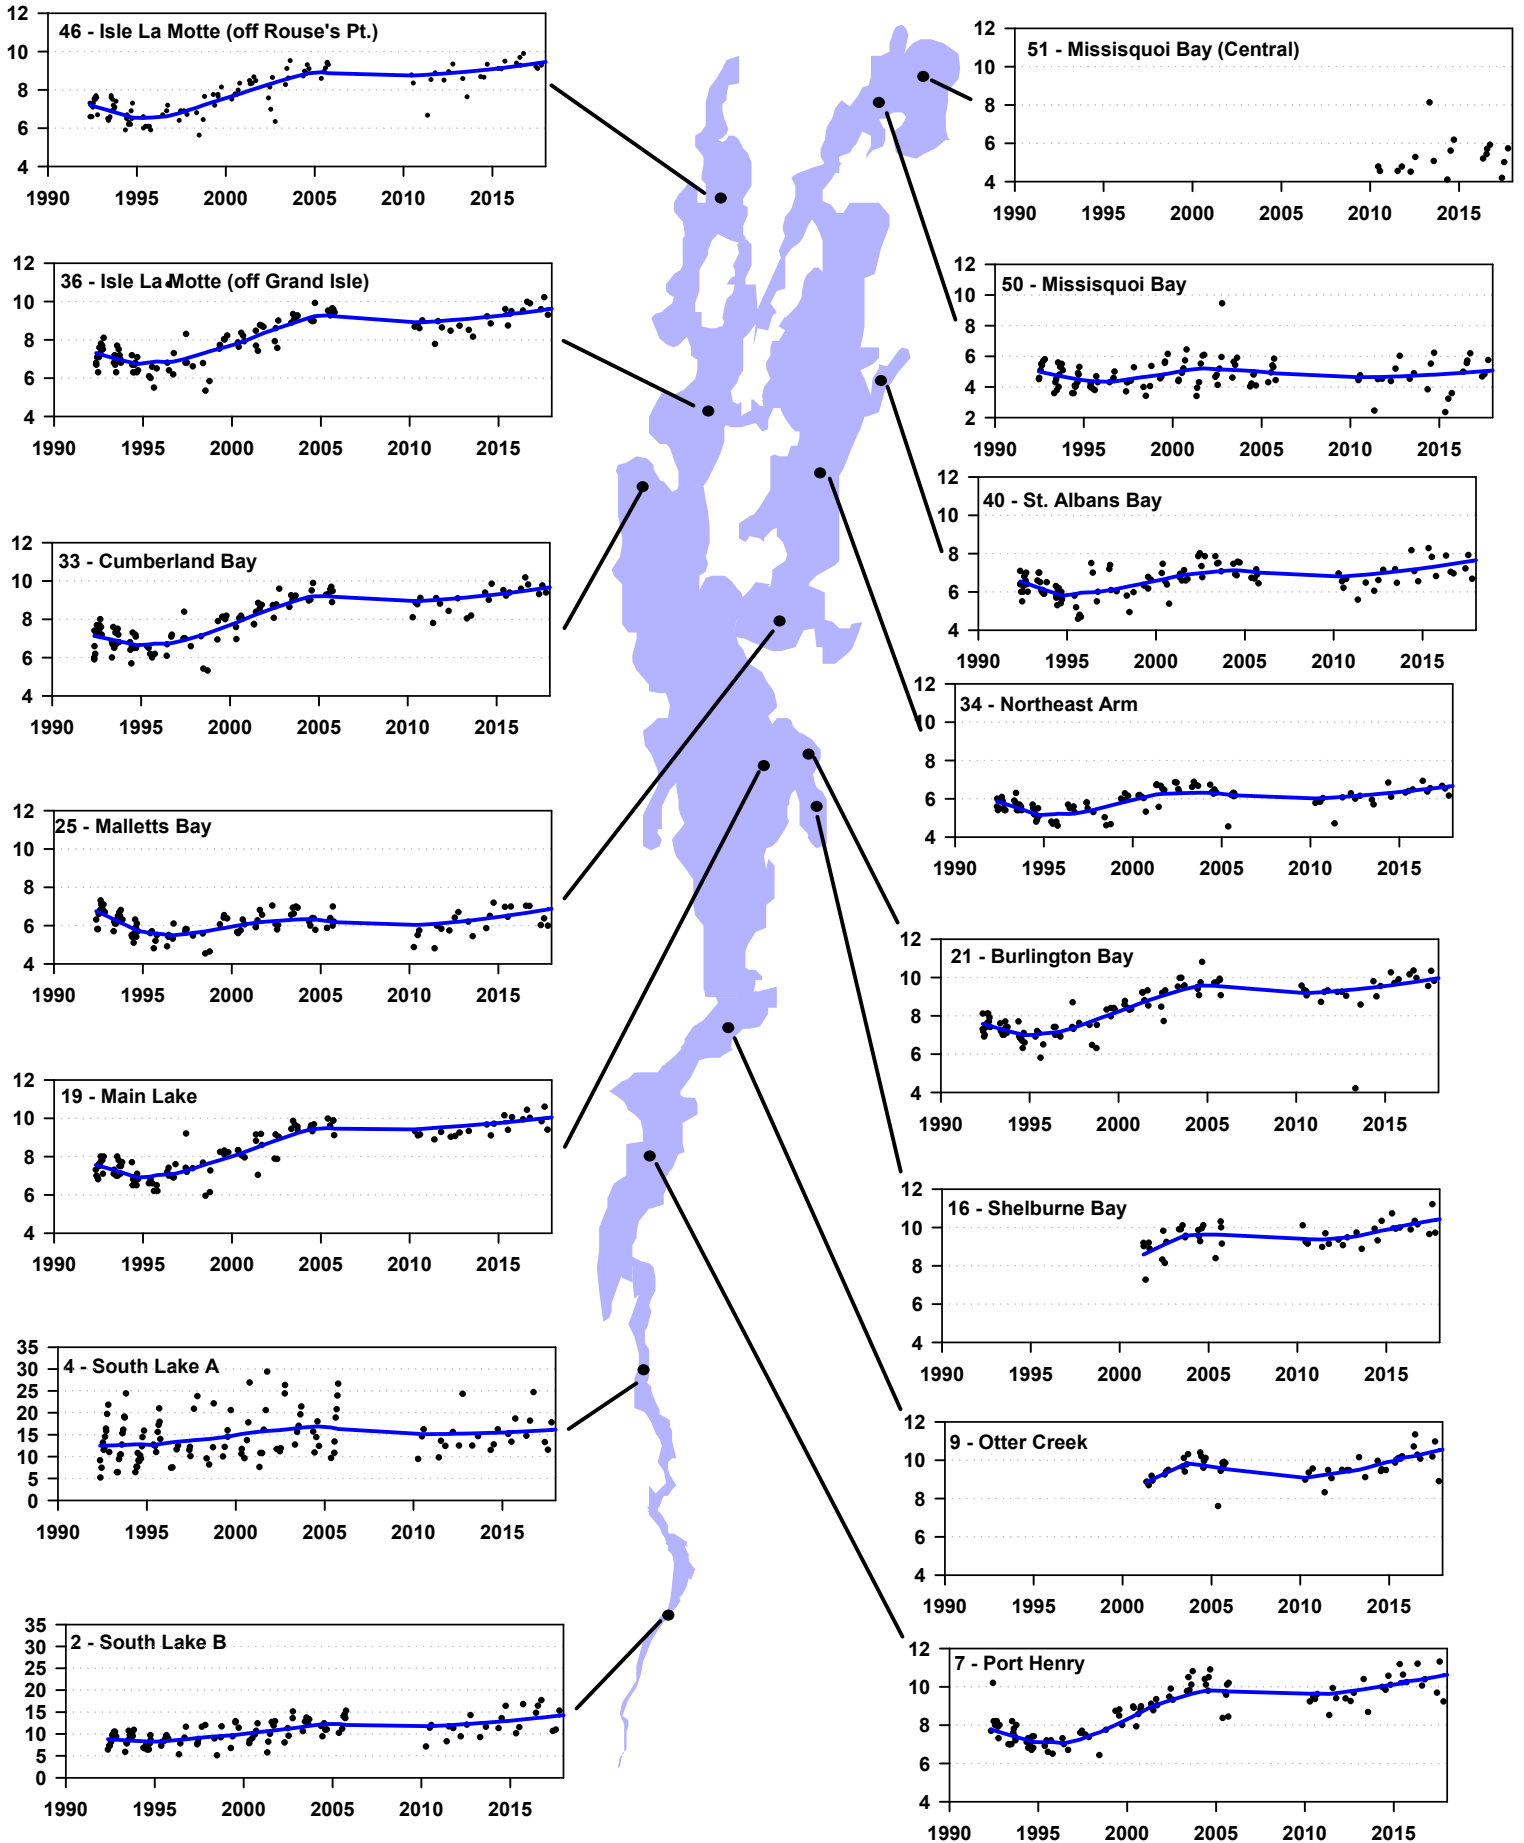 46 - Isle La Motte (off Rouse's Pt.)
12
10
8
6
4
1990 1995 2000 2005 2010 2015
51 - Missisquoi Bay (Central)
12
10
8
6
4
1990 1995 2000 2005 2010 2015
36 - Isle La Motte (off Grand Isle)
12
10
8
6
4
1990 1995 2000 2005 2010 2015
50 - Missisquoi Bay
12
10
8
6
4
2
1990 1995 2000 2005 2010 2015
33 - Cumberland Bay
12
10
8
6
4
1990 1995 2000 2005 2010 2015
40 - St. Albans Bay
12
10
8
6
4
1990 1995 2000 2005 2010 2015
34 - Northeast Arm
12
10
8
6
4
1990 1995 2000 2005 2010 2015
25 - Malletts Bay
12
10
8
6
4
1990 1995 2000 2005 2010 2015
21 - Burlington Bay
12
10
8
6
4
1990 1995 2000 2005 2010 2015
19 - Main Lake
12
10
8
6
4
1990 1995 2000 2005 2010 2015
16 - Shelburne Bay
12
10
8
6
4
1990 1995 2000 2005 2010 2015
4 - South Lake A
35
30
25
20
15
10
5
0
1990 1995 2000 2005 2010 2015
9 - Otter Creek
12
10
8
6
4
1990 1995 2000 2005 2010 2015
2 - South Lake B
35
30
25
20
15
10
5
0
1990 1995 2000 2005 2010 2015
7 - Port Henry
12
10
8
6
4
1990 1995 2000 2005 2010 2015